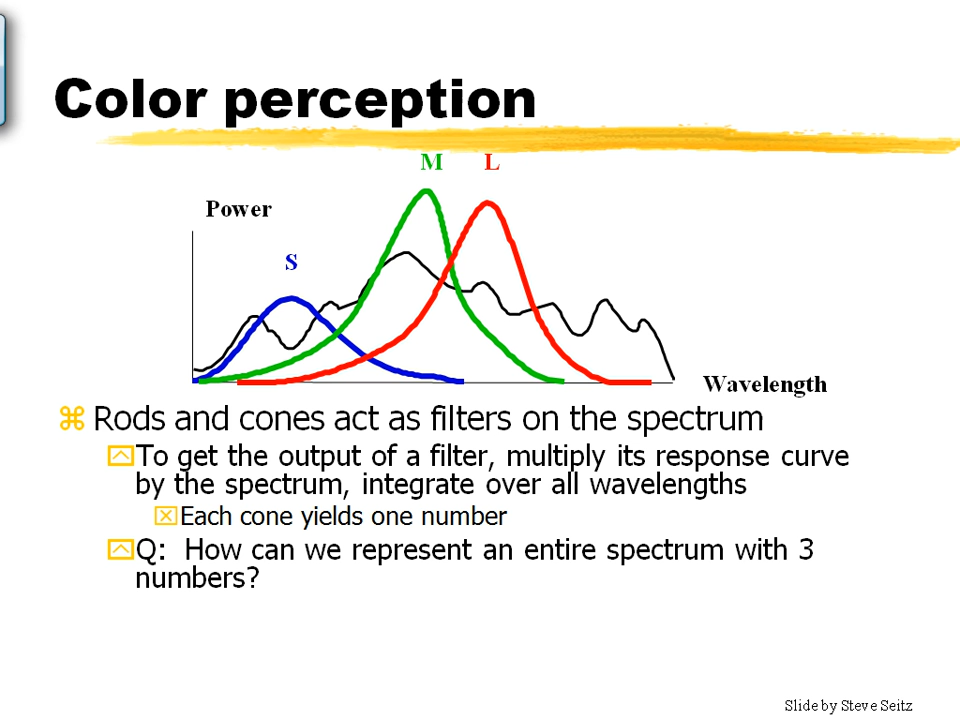 Color perception
M L
Power
S
Wavelength
Rods and cones act as filters on the spectrum
To get the output of a filter, multiply its response curve
by the spectrum, integrate over all wavelengths
Each cone yields one number
Q: How can we represent an entire spectrum with 3
numbers?
Slide by Steve Seitz